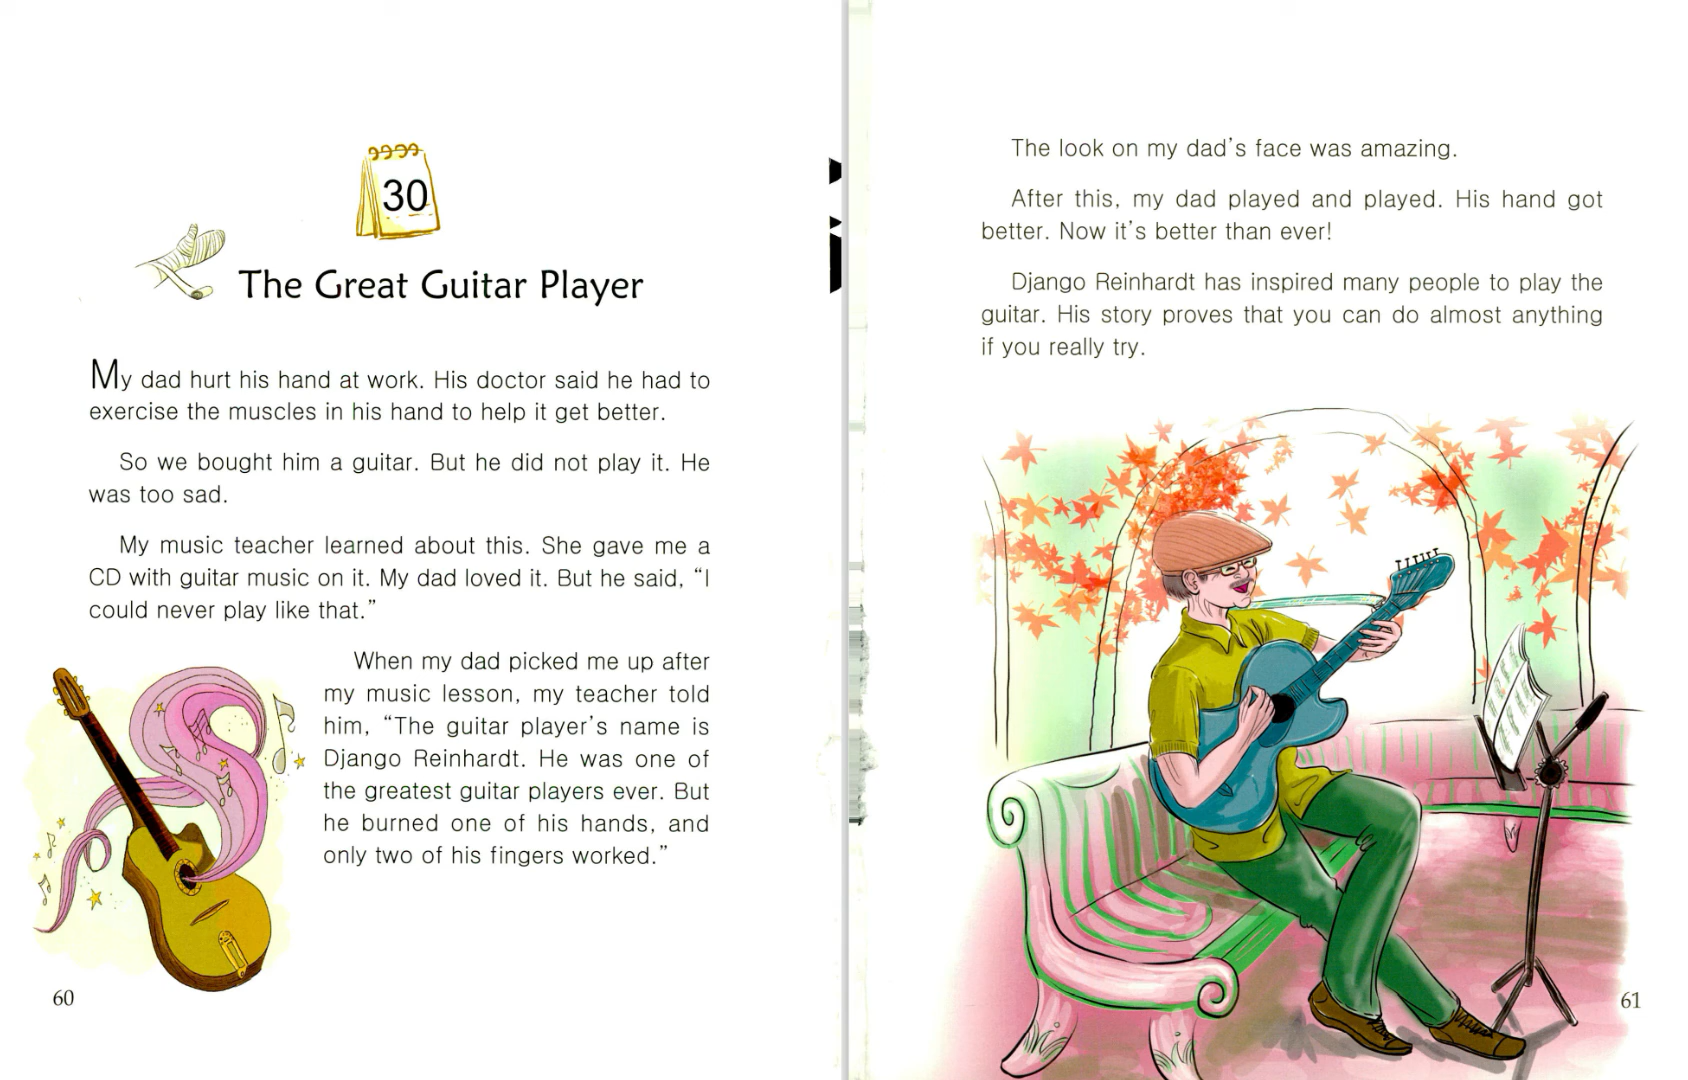 30
The Great Guitar Player
My dad hurt his hand at work. His doctor said he had to
exercise the muscles in his hand to help it get better.
So we bought him a guitar. But he did not play it. He
was too sad.
My music teacher learned about this. She gave me a
CD with guitar music on it. My dad loved it. But he said, “I
could never play like that.”
When my dad picked me up after
my music lesson, my teacher told
him, “The guitar player’s name is
Django Reinhardt. He was one of
the greatest guitar players ever. But
he burned one of his hands, and
only two of his fingers worked.”
60
The look on my dad’s face was amazing.
After this, my dad played and played. His hand got
better. Now it’s better than ever!
Django Reinhardt has inspired many people to play the
guitar. His story proves that you can do almost anything
if you really try.
61